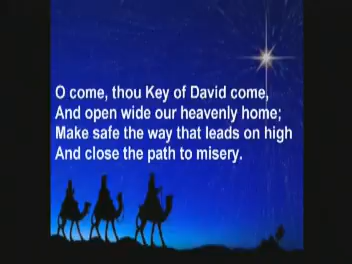 O come, thou Key of David come,
And open wide our heavenly home;
Make safe the way that leads on high
And close the path to misery.